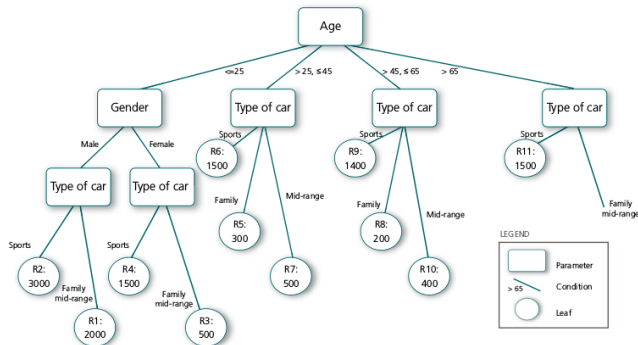 Age
<=25
> 25, ≤45
> 45, ≤ 65
> 65
Gender
Type of car
Type of car
Type of car
Male
Female
Sports
R6:
1500
Sports
R9:
1400
Sports
R11:
1500
Type of car
Type of car
Family
Mid-range
Family
Mid-range
Family
mid-range
R5:
300
R8:
200
Sports
Sports
R2:
3000
R4:
1500
R7:
500
R10:
400
Family
mid-range
Family
mid-range
R1:
2000
R3:
500
LEGEND
Parameter
> 65
Condition
Leaf